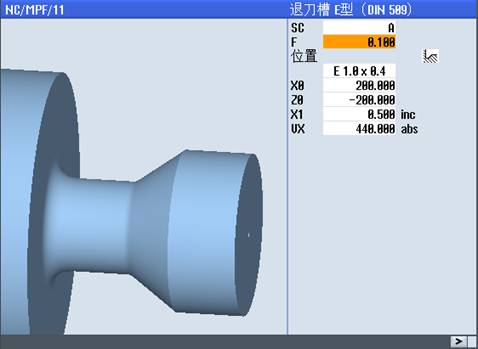 NC/MPF/11
退刀槽 E型 (DIN 509)
SC A
F 0.100
位置
E 1.0 x 0.4
X0 200.000
Z0 -200.000
X1 0.500 inc
VX 440.000 abs
>